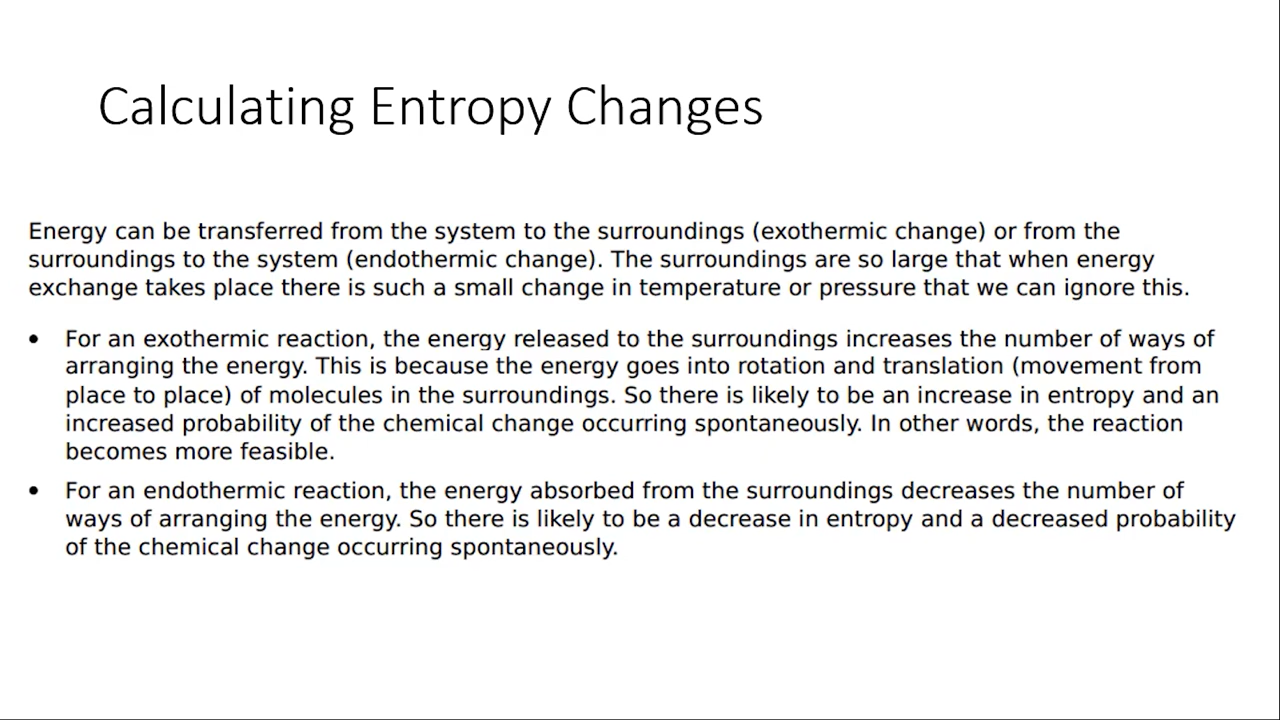 Calculating Entropy Changes
Energy can be transferred from the system to the surroundings (exothermic change) or from the
surroundings to the system (endothermic change). The surroundings are so large that when energy
exchange takes place there is such a small change in temperature or pressure that we can ignore this.
• For an exothermic reaction, the energy released to the surroundings increases the number of ways of
arranging the energy. This is because the energy goes into rotation and translation (movement from
place to place) of molecules in the surroundings. So there is likely to be an increase in entropy and an
increased probability of the chemical change occurring spontaneously. In other words, the reaction
becomes more feasible.
• For an endothermic reaction, the energy absorbed from the surroundings decreases the number of
ways of arranging the energy. So there is likely to be a decrease in entropy and a decreased probability
of the chemical change occurring spontaneously.